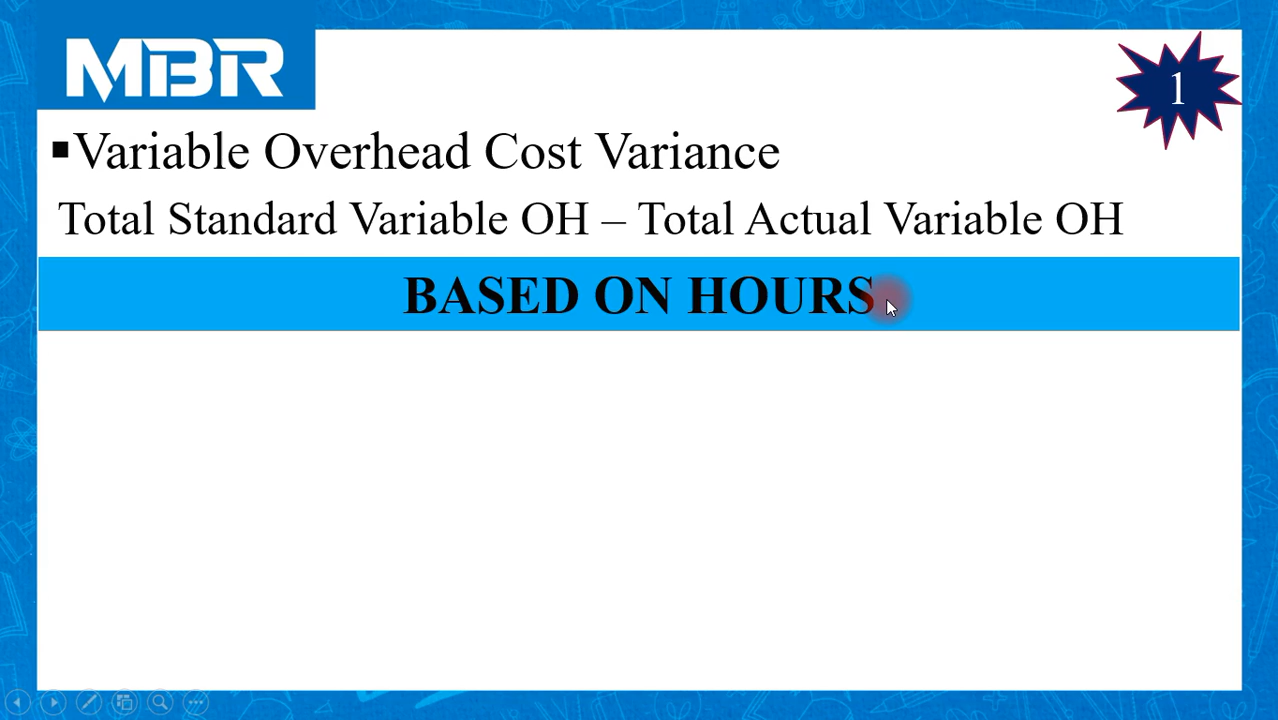 MBR
1
▪Variable Overhead Cost Variance
Total Standard Variable OH – Total Actual Variable OH
BASED ON HOURS